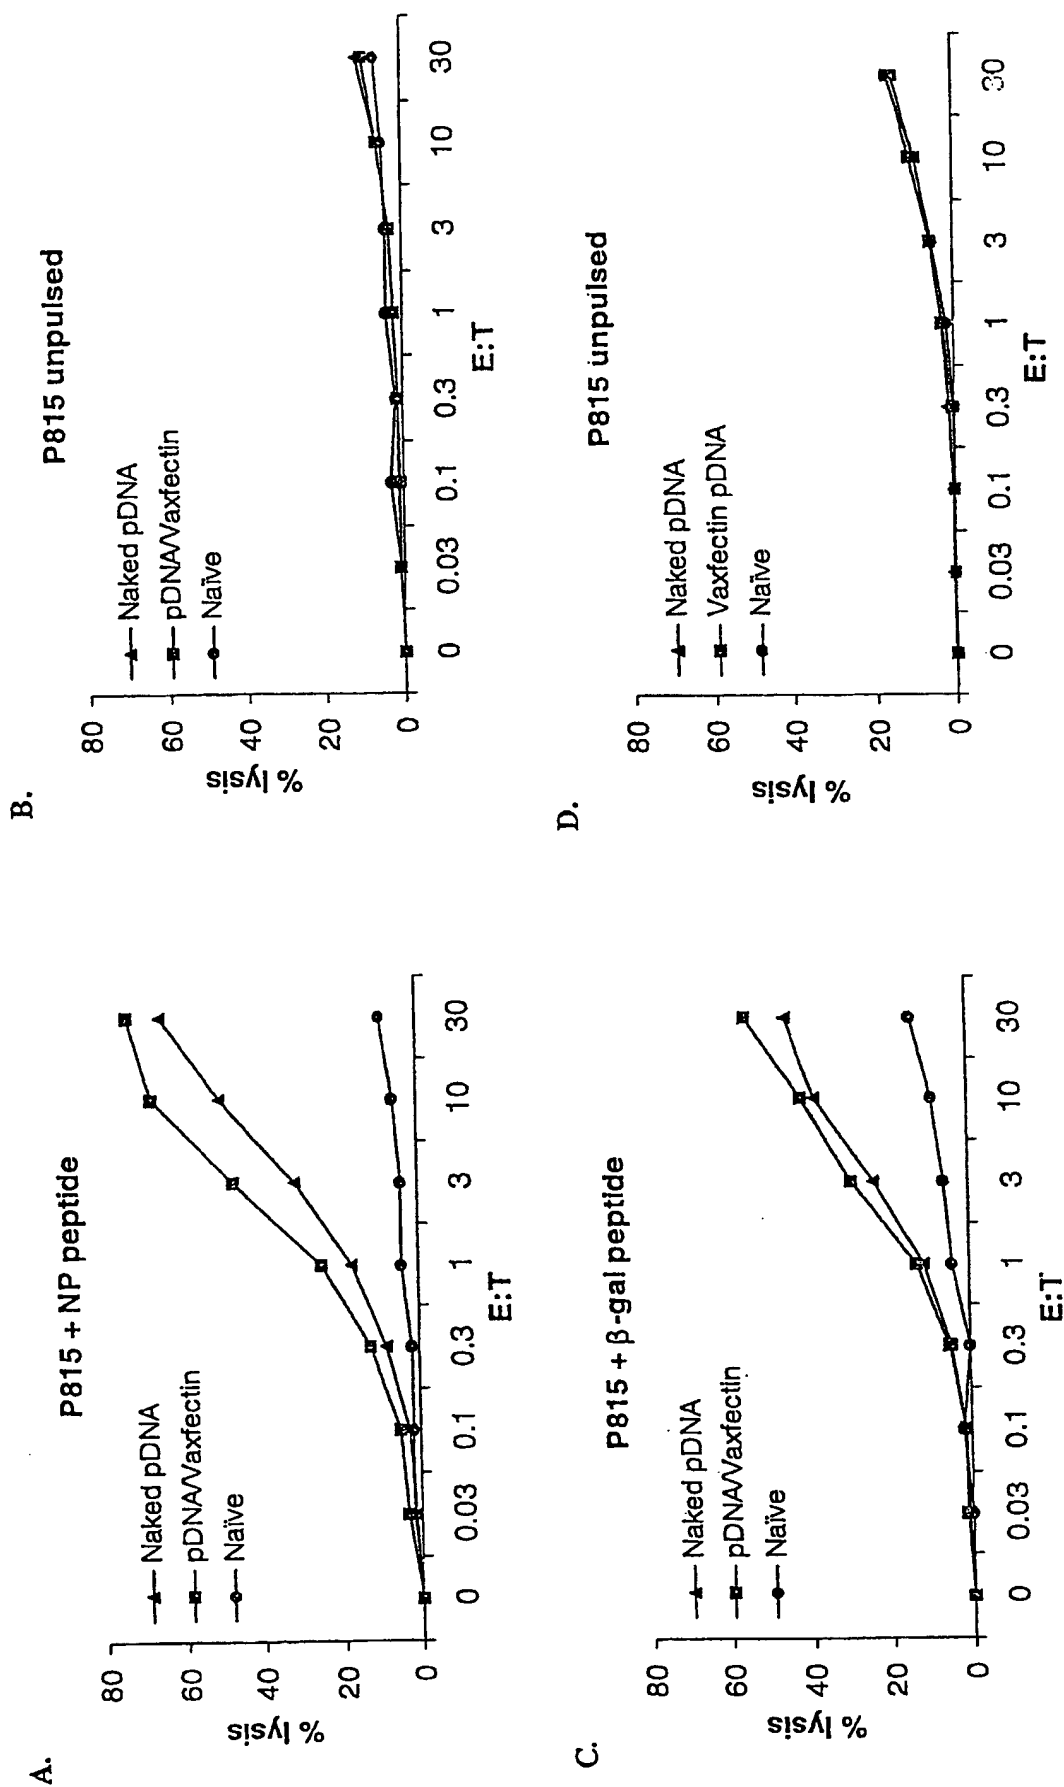 A.
P815 + NP peptide
Naked pDNA
pDNA/Vaxfectin
Naïve
% lysis
80
60
40
20
0
0 0.03 0.1 0.3 1 3 10 30
E:T
B.
P815 unpulsed
Naked pDNA
pDNA/Vaxfectin
Naïve
% lysis
80
60
40
20
0
0 0.03 0.1 0.3 1 3 10 30
E:T
C.
P815 + β-gal peptide
Naked pDNA
pDNA/Vaxfectin
Naïve
% lysis
80
60
40
20
0
0 0.03 0.1 0.3 1 3 10 30
E:T
D.
P815 unpulsed
Naked pDNA
Vaxfectin pDNA
Naïve
% lysis
80
60
40
20
0
0 0.03 0.1 0.3 1 3 10 30
E:T